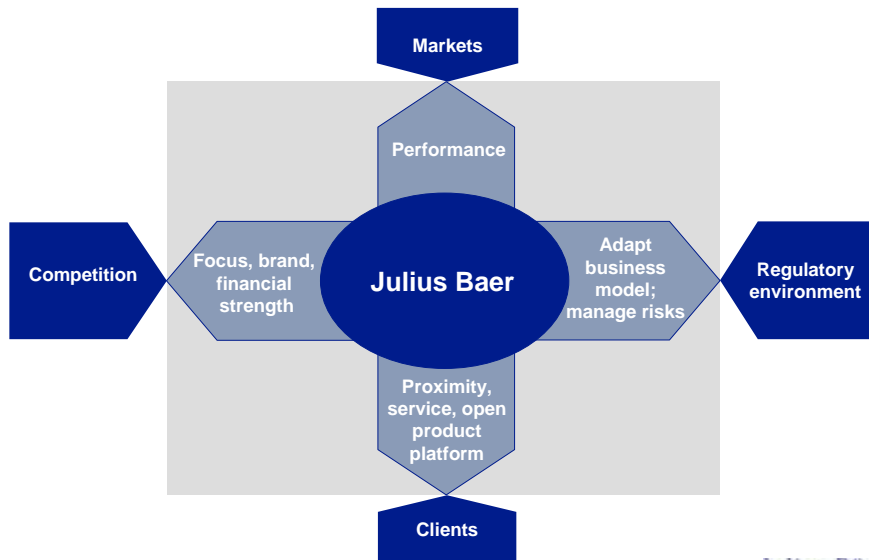 Markets
Performance
Competition
Focus, brand,
financial
strength
Julius Baer
Adapt
business
model;
manage risks
Regulatory
environment
Proximity,
service, open
product
platform
Clients